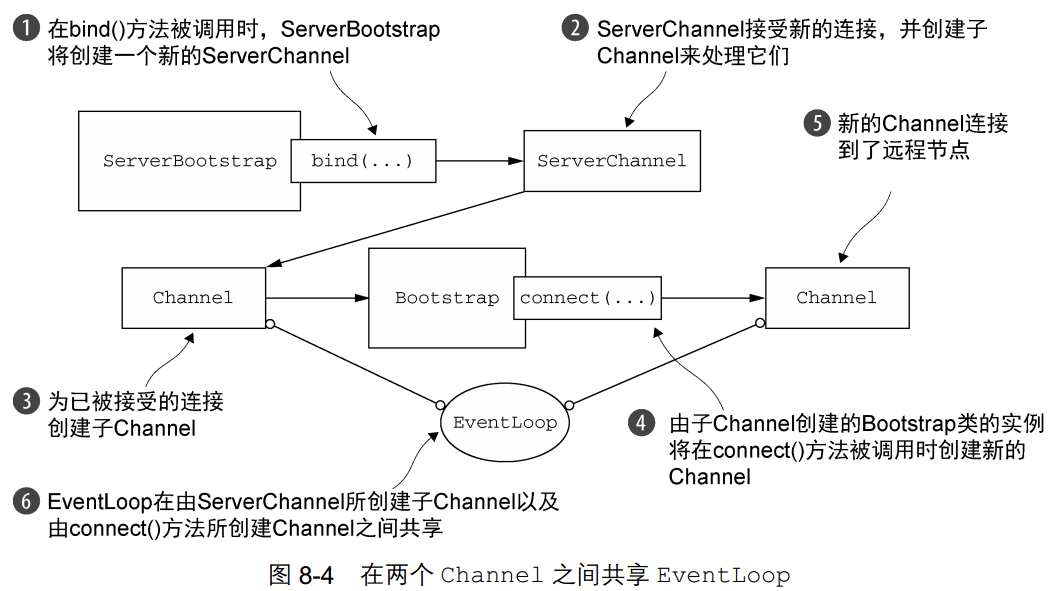 1 在bind()方法被调用时，ServerBootstrap
将创建一个新的ServerChannel
2 ServerChannel接受新的连接，并创建子
Channel来处理它们
5 新的Channel连接
到了远程节点
ServerBootstrap
bind(...)
ServerChannel
Channel
Bootstrap
connect(...)
Channel
3 为已被接受的连接
创建子Channel
EventLoop
4 由子Channel创建的Bootstrap类的实例
将在connect()方法被调用时创建新的
Channel
6 EventLoop在由ServerChannel所创建子Channel以及
由connect()方法所创建Channel之间共享
图 8-4 在两个 Channel 之间共享 EventLoop